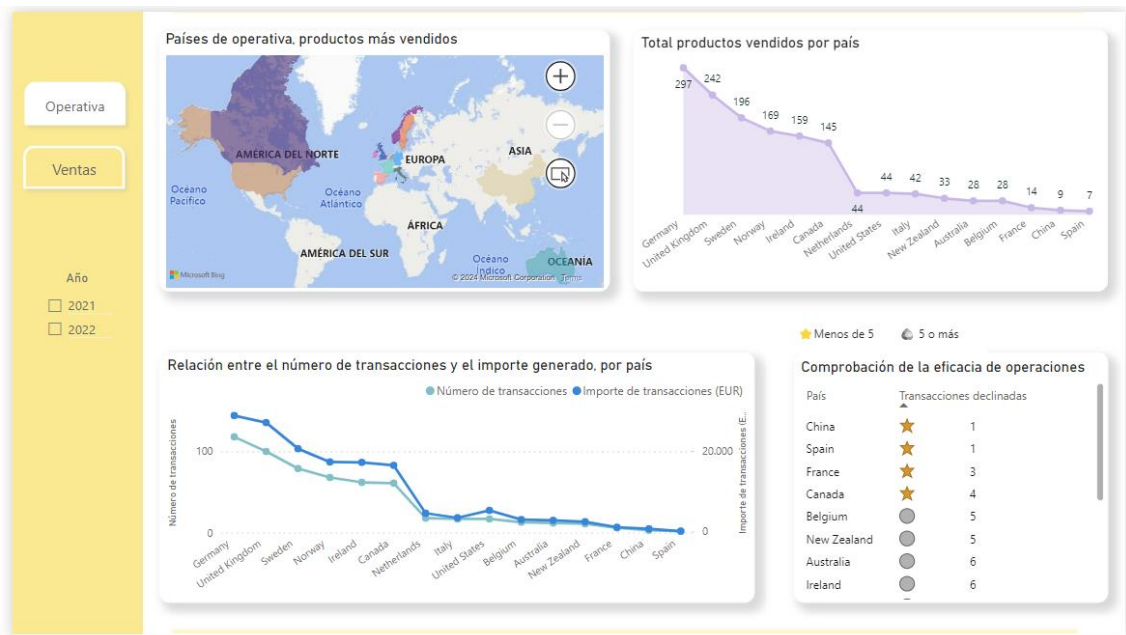 Operativa
Ventas
Año
2021
2022
Países de operativa, productos más vendidos
AMÉRICA DEL NORTE
EUROPA
ASIA
Océano
Pacífico
Océano
Atlántico
ÁFRICA
AMÉRICA DEL SUR
Océano
Índico
OCEANÍA
Microsoft Bing
© 2024 Microsoft Corporation Terms
Total productos vendidos por país
297
242
196
169
159
145
44
44
42
33
28
28
14
9
7
Germany
United Kingdom
Sweden
Norway
Ireland
Canada
Netherlands
United States
Italy
New Zealand
Australia
Belgium
France
China
Spain
Relación entre el número de transacciones y el importe generado, por país
Número de transacciones
Importe de transacciones (EUR)
Número de transacciones
100
0
20.000
0
Importe de transacciones (E...
Germany
United Kingdom
Sweden
Norway
Ireland
Canada
Netherlands
Italy
United States
Belgium
Australia
New Zealand
France
China
Spain
Menos de 5
5 o más
Comprobación de la eficacia de operaciones
País Transacciones declinadas
China 1
Spain 1
France 3
Canada 4
Belgium 5
New Zealand 5
Australia 6
Ireland 6